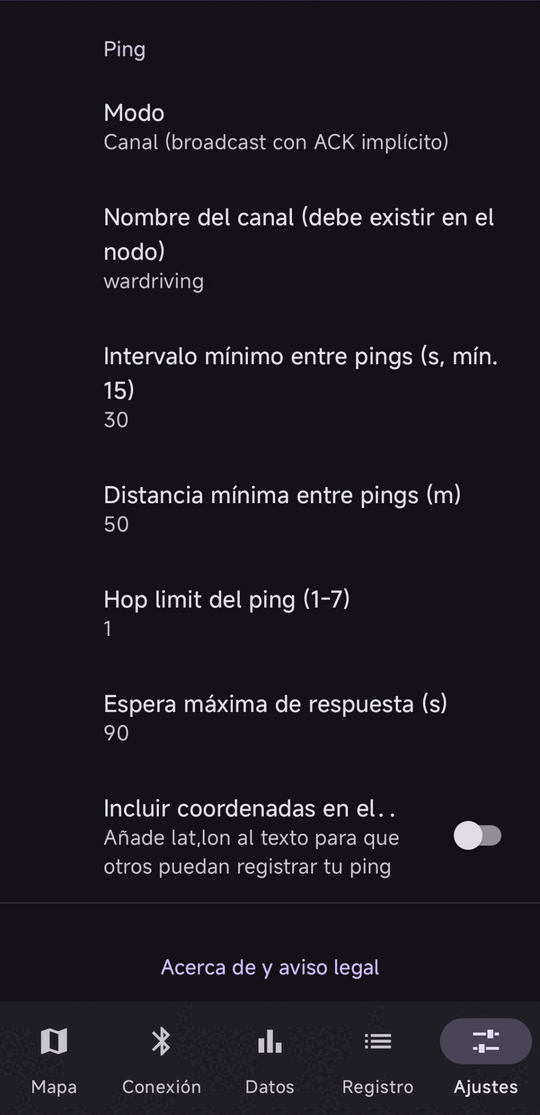 Ping
Modo
Canal (broadcast con ACK implícito)
Nombre del canal (debe existir en el
nodo)
wardriving
Intervalo mínimo entre pings (s, mín.
15)
30
Distancia mínima entre pings (m)
50
Hop limit del ping (1-7)
1
Espera máxima de respuesta (s)
90
Incluir coordenadas en el..
Añade lat,lon al texto para que
otros puedan registrar tu ping
Acerca de y aviso legal
Mapa Conexión Datos Registro Ajustes